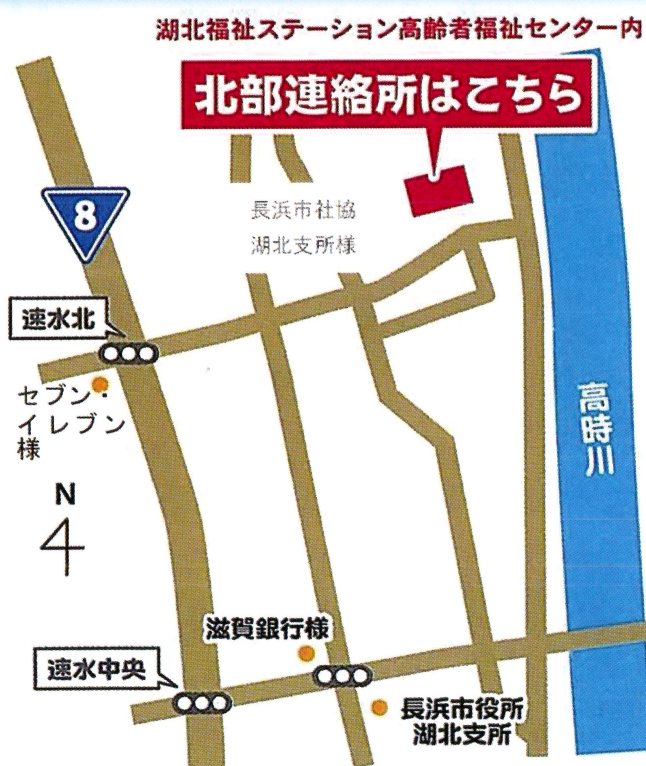 湖北福祉ステーション高齢者福祉センター内
北部連絡所はこちら
長浜市社協
湖北支所様
8
速水北
セブン・
イレブン
様
高時川
N
滋賀銀行様
速水中央
長浜市役所
湖北支所